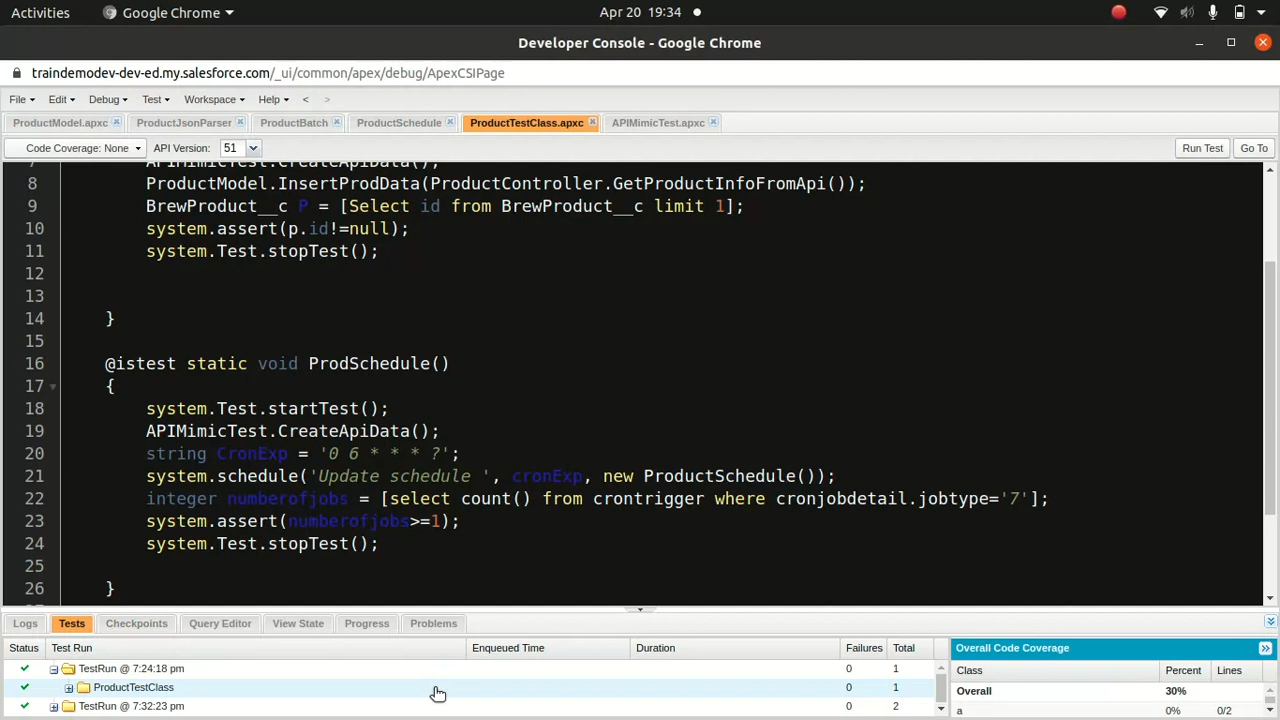 Activities Google Chrome Apr 20 19:34
Developer Console - Google Chrome
traindemodev-dev-ed.my.salesforce.com/_ui/common/apex/debug/ApexCSIPage
File Edit Debug Test Workspace Help < >
ProductModel.apxc ProductJsonParser ProductBatch ProductSchedule ProductTestClass.apxc APIMimicTest.apxc
Code Coverage: None API Version: 51 Run Test Go To
7 APIMimicTest.CreateApiData();
8 ProductModel.InsertProdData(ProductController.GetProductInfoFromApi());
9 BrewProduct__c P = [Select id from BrewProduct__c limit 1];
10 system.assert(p.id!=null);
11 system.Test.stopTest();
12
13
14 }
15
16 @istest static void ProdSchedule()
17 {
18 system.Test.startTest();
19 APIMimicTest.CreateApiData();
20 string CronExp = '0 6 * * * ?';
21 system.schedule('Update schedule ', cronExp, new ProductSchedule());
22 integer numberofjobs = [select count() from crontrigger where cronjobdetail.jobtype='7'];
23 system.assert(numberofjobs>=1);
24 system.Test.stopTest();
25
26 }
Logs Tests Checkpoints Query Editor View State Progress Problems
Status Test Run Enqueued Time Duration Failures Total Overall Code Coverage
TestRun @ 7:24:18 pm 0 1 Class Percent Lines
ProductTestClass 0 1 Overall 30%
TestRun @ 7:32:23 pm 0 2 a 0% 0/2